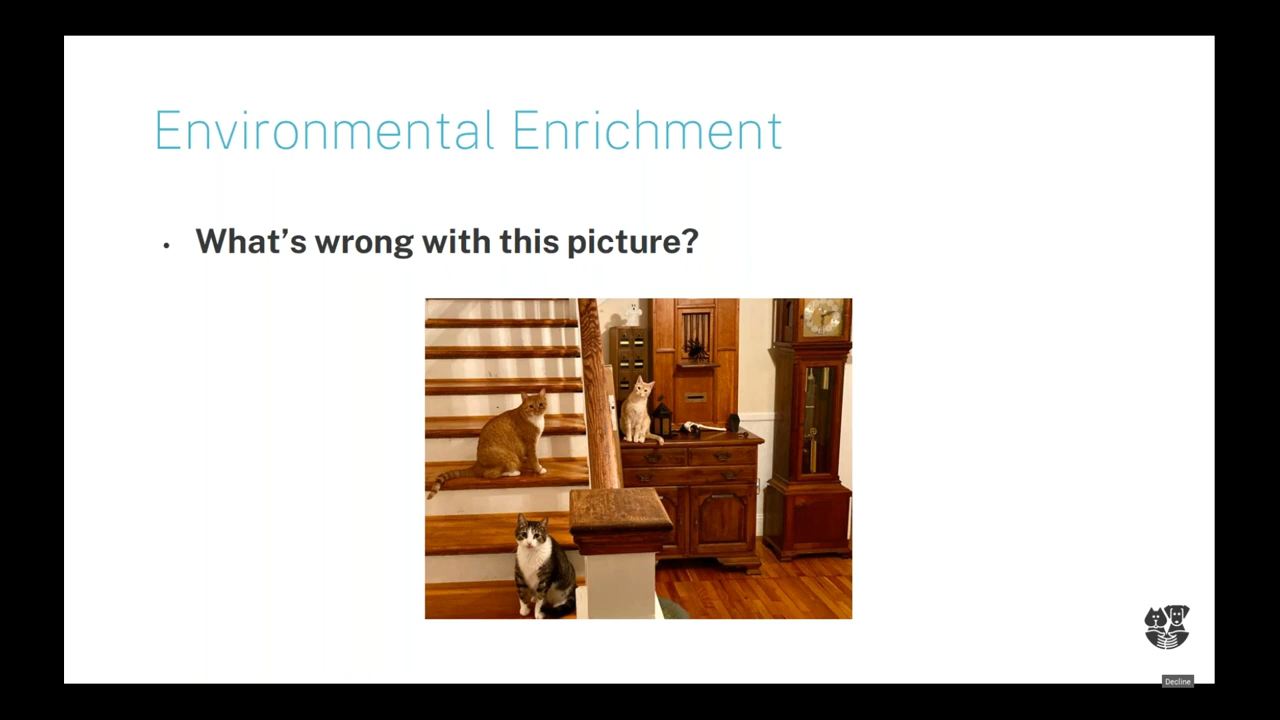 Environmental Enrichment
• What’s wrong with this picture?
Decline